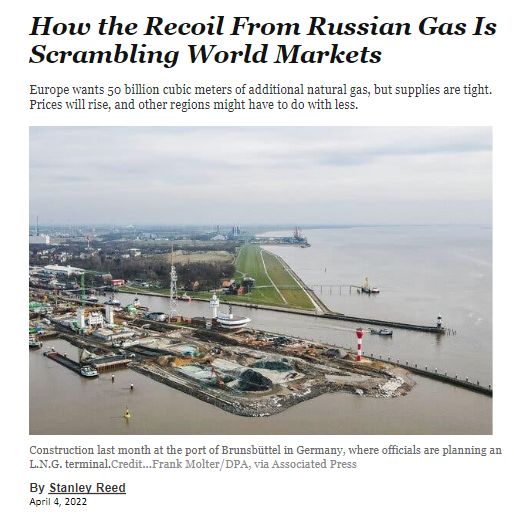 How the Recoil From Russian Gas Is
Scrambling World Markets
Europe wants 50 billion cubic meters of additional natural gas, but supplies are tight.
Prices will rise, and other regions might have to do with less.
Construction last month at the port of Brunsbüttel in Germany, where officials are planning an
L.N.G. terminal.Credit...Frank Molter/DPA, via Associated Press
By Stanley Reed
April 4, 2022